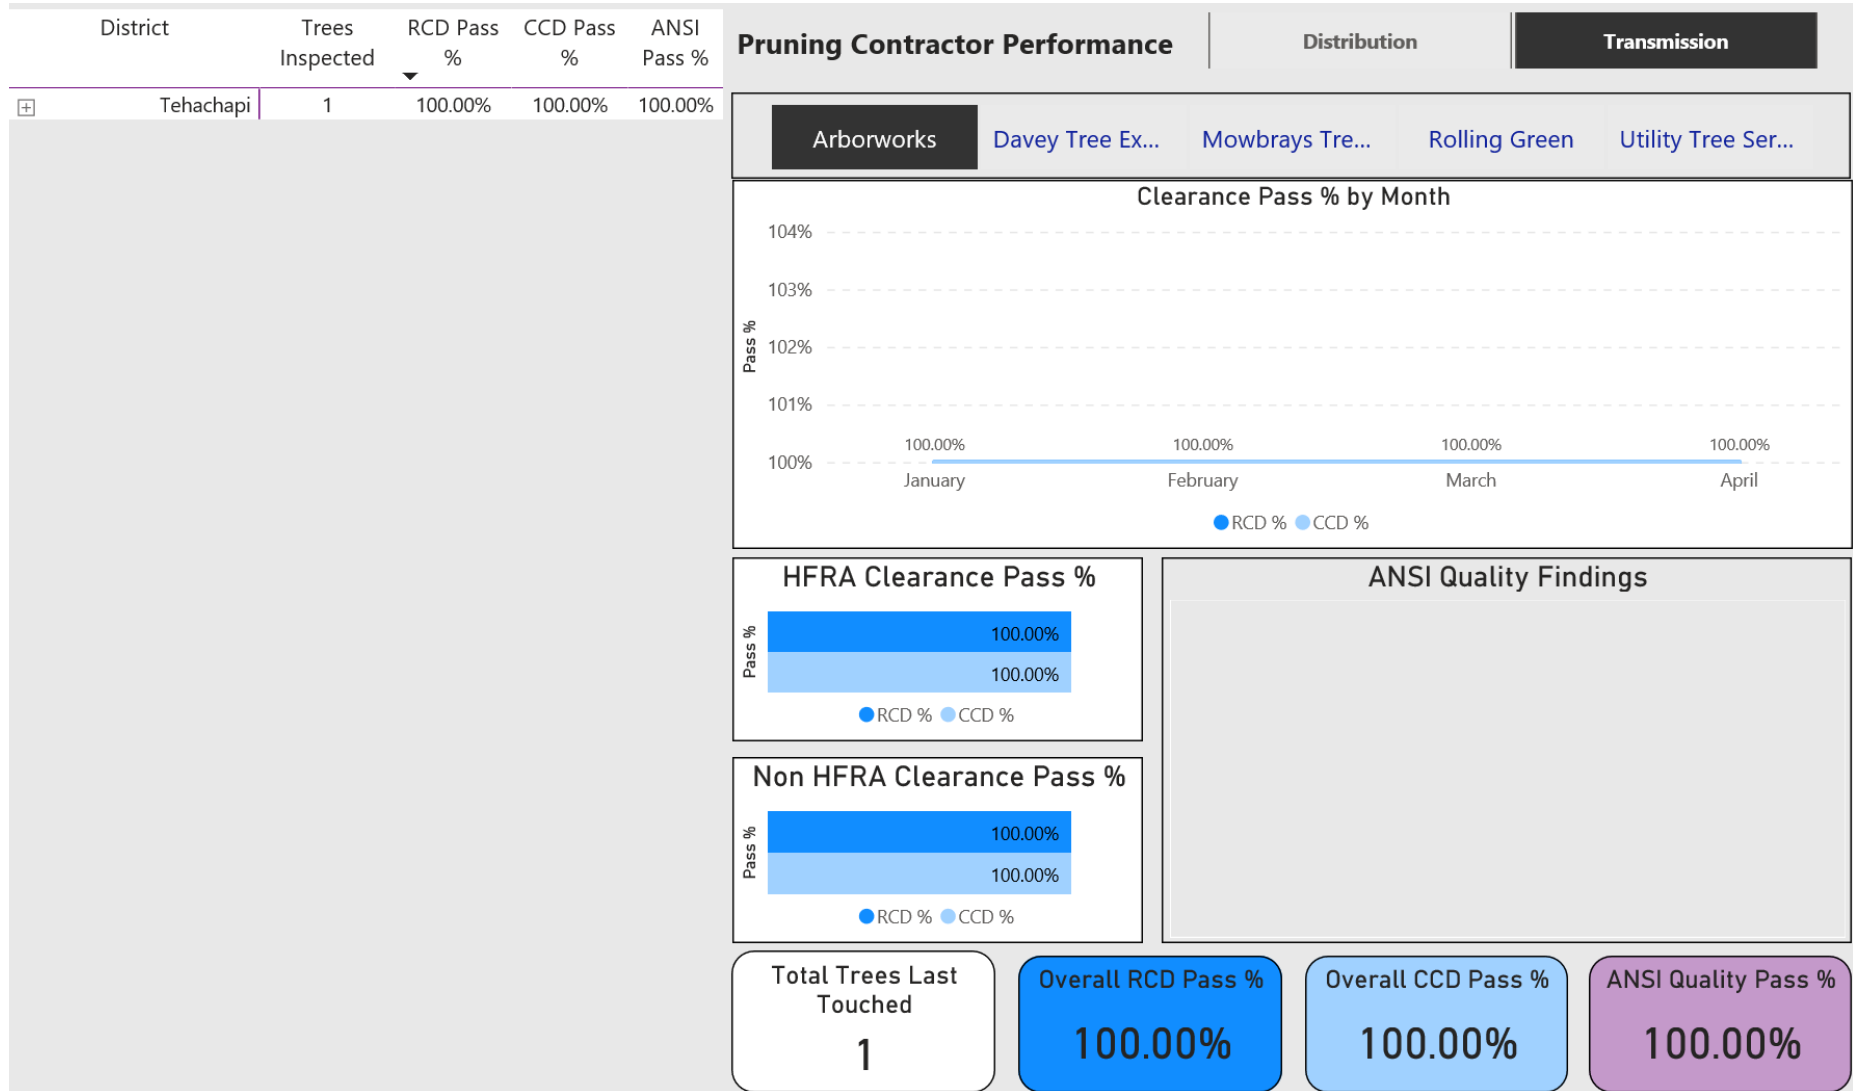 District Trees Inspected RCD Pass % CCD Pass % ANSI Pass %
Tehachapi 1 100.00% 100.00% 100.00%
Pruning Contractor Performance
Distribution Transmission
Arborworks Davey Tree Ex... Mowbrays Tre... Rolling Green Utility Tree Ser...
Clearance Pass % by Month
Pass %
104%
103%
102%
101%
100%
100.00% 100.00% 100.00% 100.00%
January February March April
RCD % CCD %
HFRA Clearance Pass %
Pass %
100.00%
100.00%
RCD % CCD %
ANSI Quality Findings
Non HFRA Clearance Pass %
Pass %
100.00%
100.00%
RCD % CCD %
Total Trees Last
Touched
1
Overall RCD Pass %
100.00%
Overall CCD Pass %
100.00%
ANSI Quality Pass %
100.00%